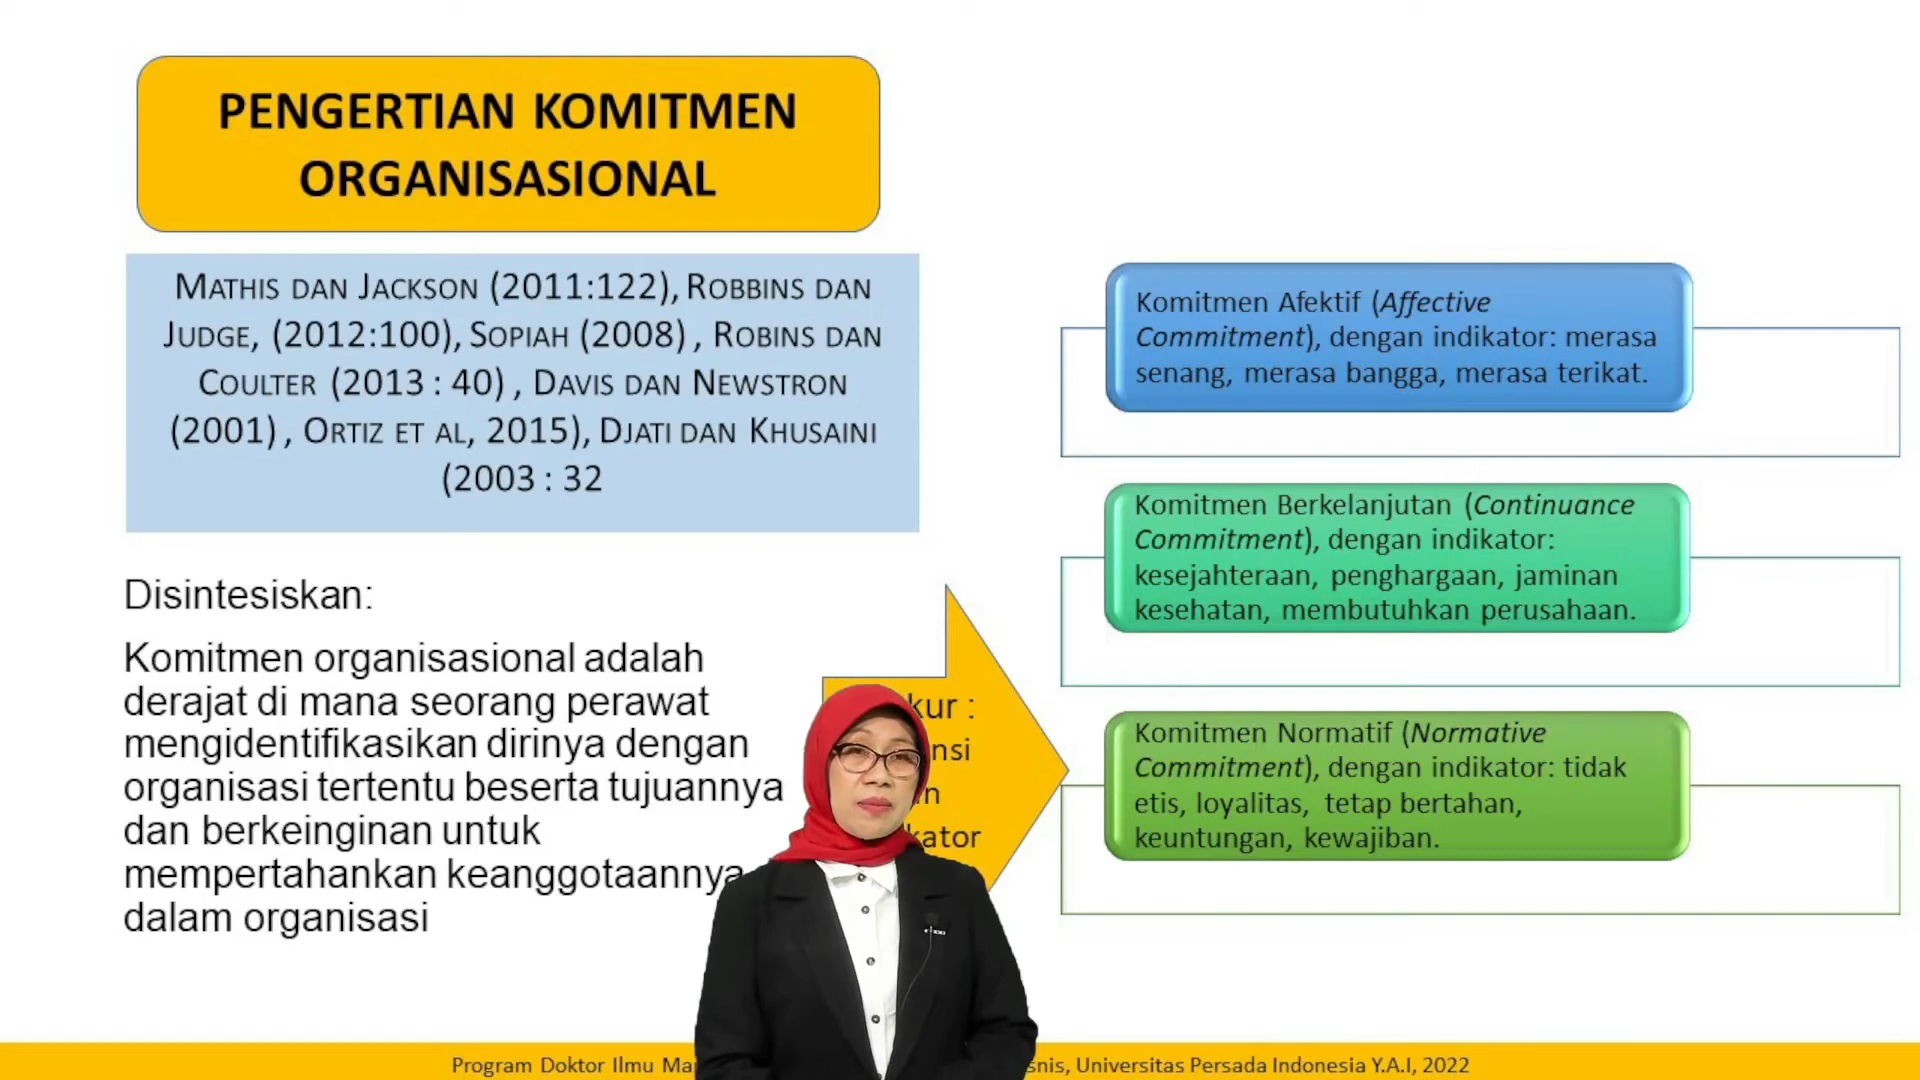 PENGERTIAN KOMITMEN
ORGANISASIONAL
MATHIS DAN JACKSON (2011:122), ROBBINS DAN
JUDGE, (2012:100), SOPIAH (2008) , ROBINS DAN
COULTER (2013 : 40) , DAVIS DAN NEWSTRON
(2001) , ORTIZ ET AL, 2015), DJATI DAN KHUSAINI
(2003 : 32
Disintesiskan:
Komitmen organisasional adalah
derajat di mana seorang perawat
mengidentifikasikan dirinya dengan
organisasi tertentu beserta tujuannya
dan berkeinginan untuk
mempertahankan keanggotaannya
dalam organisasi
Komitmen Afektif (Affective
Commitment), dengan indikator: merasa
senang, merasa bangga, merasa terikat.
Komitmen Berkelanjutan (Continuance
Commitment), dengan indikator:
kesejahteraan, penghargaan, jaminan
kesehatan, membutuhkan perusahaan.
Komitmen Normatif (Normative
Commitment), dengan indikator: tidak
etis, loyalitas, tetap bertahan,
keuntungan, kewajiban.
Program Doktor Ilmu
Universitas Persada Indonesia Y.A.I, 2022